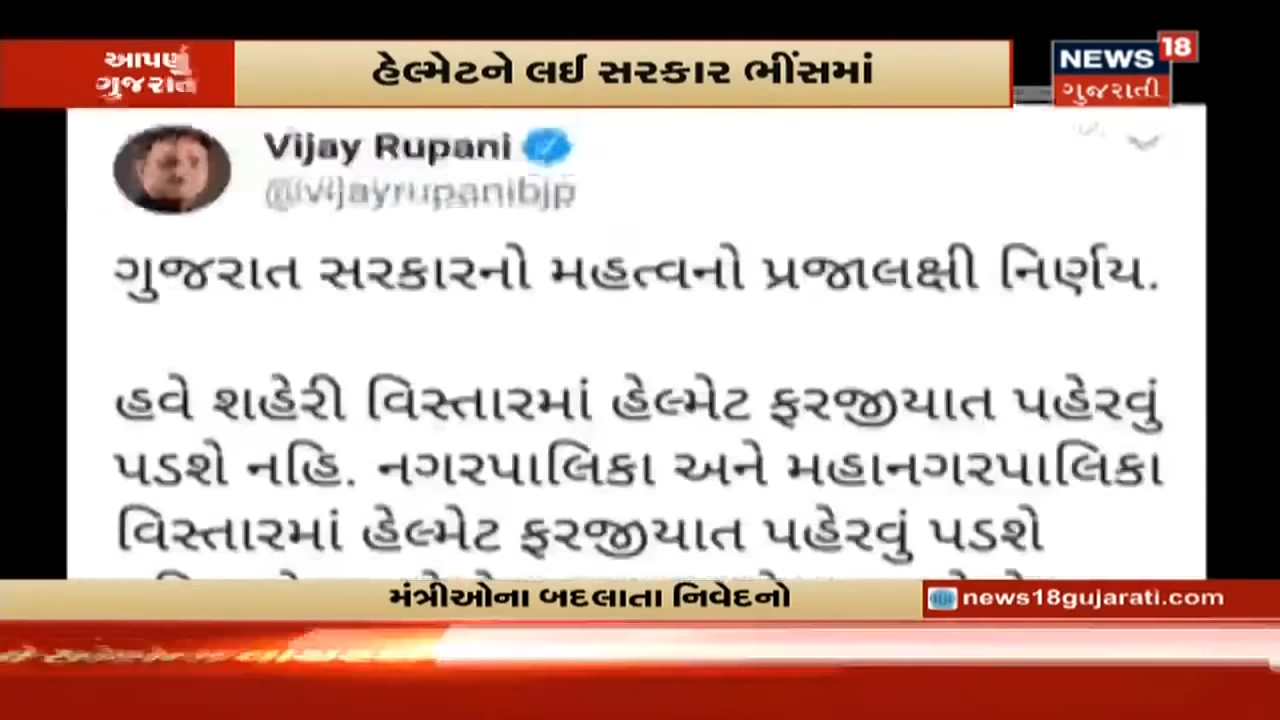 આપણું
ગુજરાત
હેલ્મેટને લઈ સરકાર ભીંસમાં
NEWS 18
ગુજરાતી
Vijay Rupani
@vijayrupanibjp
ગુજરાત સરકારનો મહત્વનો પ્રજાલક્ષી નિર્ણય.
હવે શહેરી વિસ્તારમાં હેલ્મેટ ફરજીયાત પહેરવું
પડશે નહિ. નગરપાલિકા અને મહાનગરપાલિકા
વિસ્તારમાં હેલ્મેટ ફરજીયાત પહેરવું પડશે
મંત્રીઓના બદલાતા નિવેદનો
news18gujarati.com